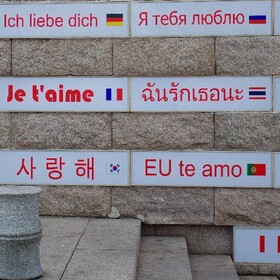 Ich liebe dich
Я тебя люблю
Je t'aime
ฉันรักเธอนะ
사랑해
EU te amo